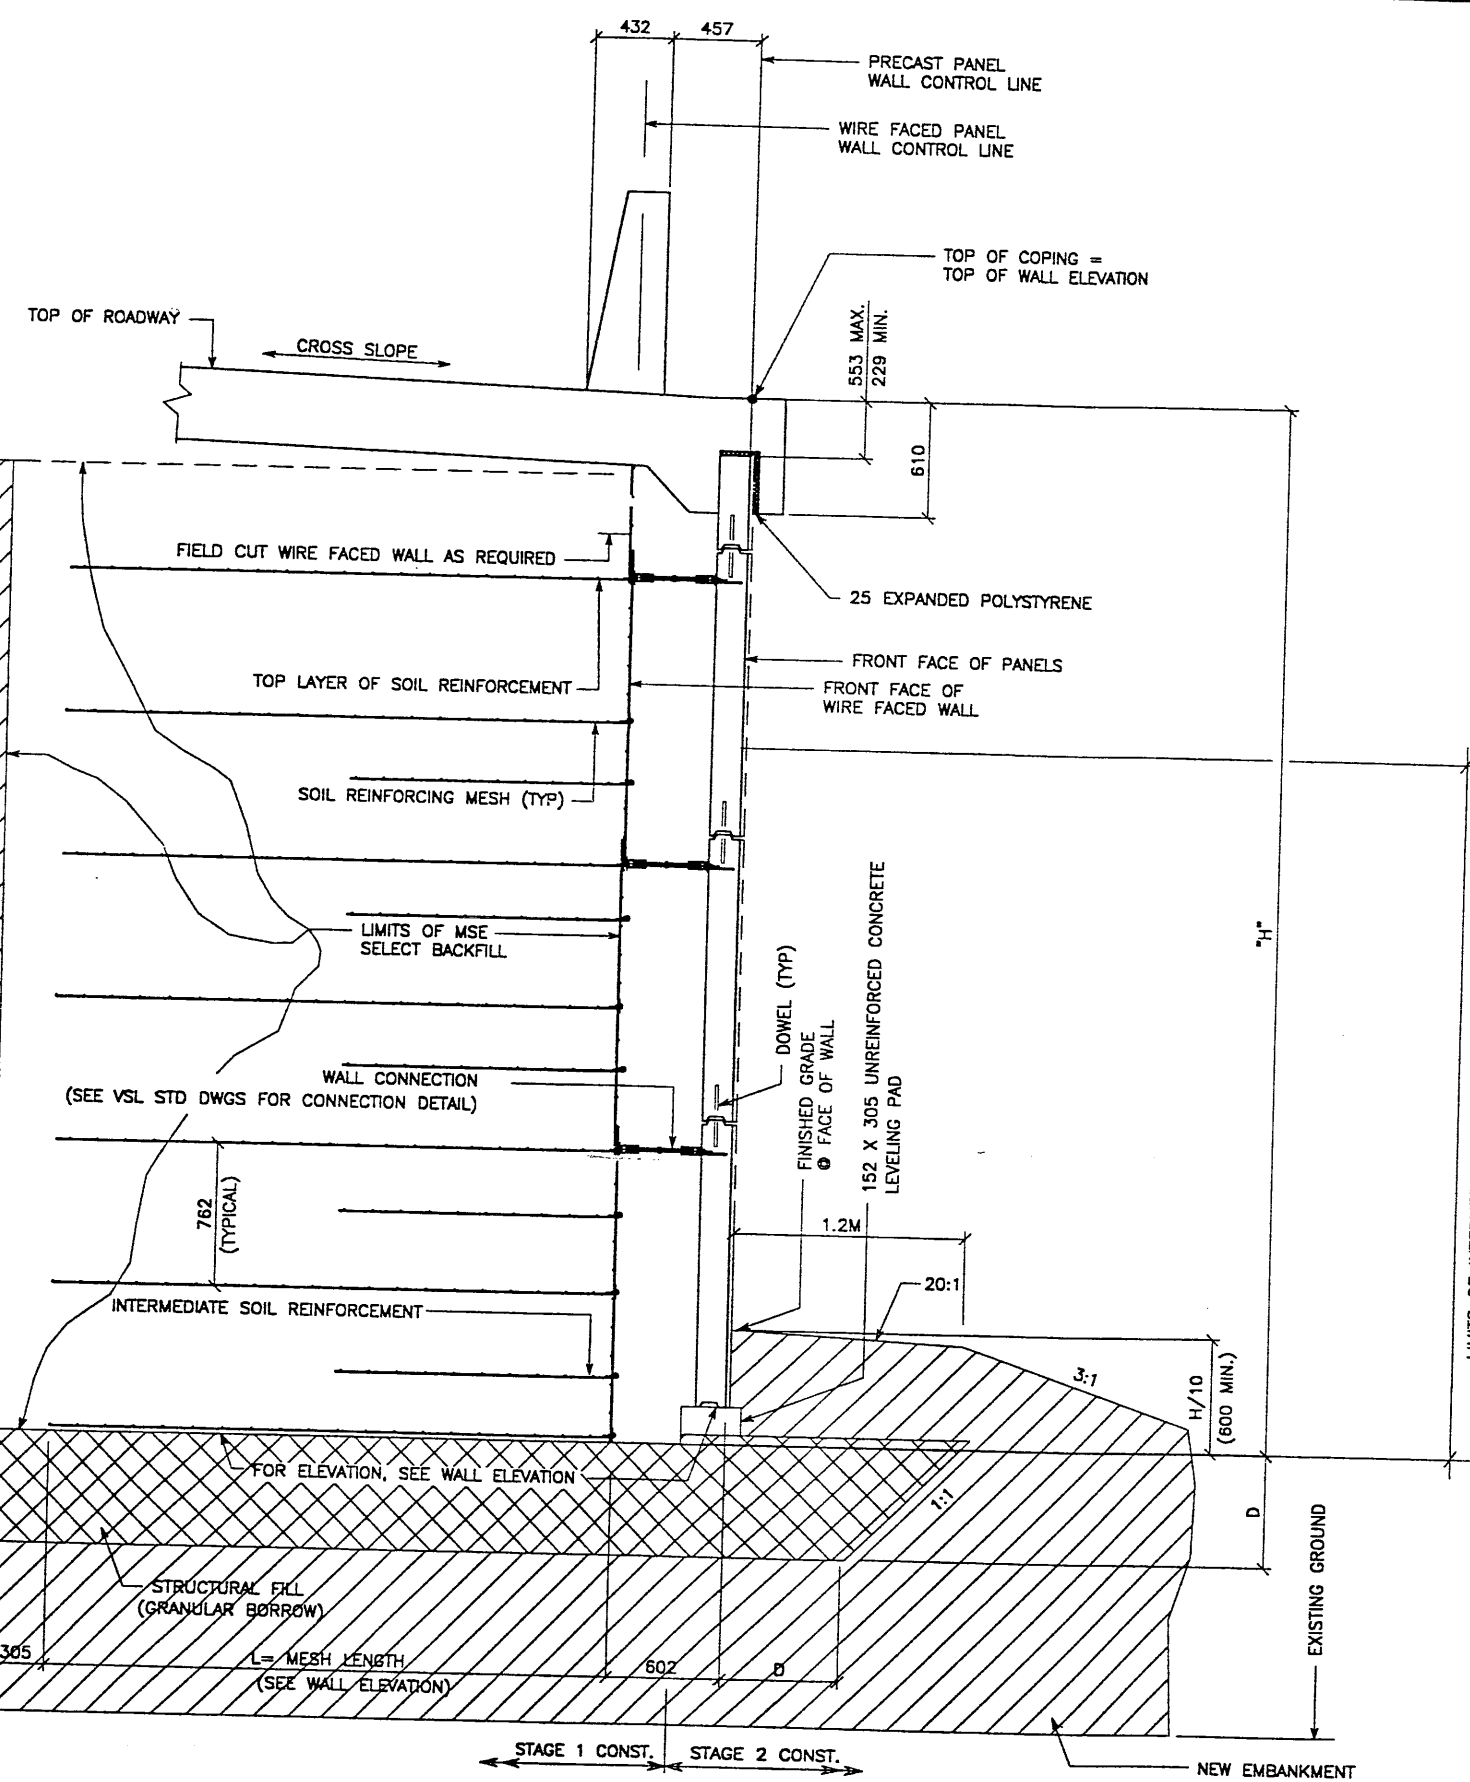 432
457
PRECAST PANEL
WALL CONTROL LINE
WIRE FACED PANEL
WALL CONTROL LINE
TOP OF COPING =
TOP OF WALL ELEVATION
TOP OF ROADWAY
CROSS SLOPE
553 MAX.
229 MIN.
610
FIELD CUT WIRE FACED WALL AS REQUIRED
25 EXPANDED POLYSTYRENE
FRONT FACE OF PANELS
TOP LAYER OF SOIL REINFORCEMENT
FRONT FACE OF
WIRE FACED WALL
SOIL REINFORCING MESH (TYP)
LIMITS OF MSE
SELECT BACKFILL
"H"
DOWEL (TYP)
FINISHED GRADE
@ FACE OF WALL
152 X 305 UNREINFORCED CONCRETE
LEVELING PAD
WALL CONNECTION
(SEE VSL STD DWGS FOR CONNECTION DETAIL)
762
(TYPICAL)
1.2M
20:1
INTERMEDIATE SOIL REINFORCEMENT
3:1
H/10
(600 MIN.)
FOR ELEVATION, SEE WALL ELEVATION
1:1
D
EXISTING GROUND
STRUCTURAL FILL
(GRANULAR BORROW)
305
L= MESH LENGTH
(SEE WALL ELEVATION)
602
D
STAGE 1 CONST.
STAGE 2 CONST.
NEW EMBANKMENT